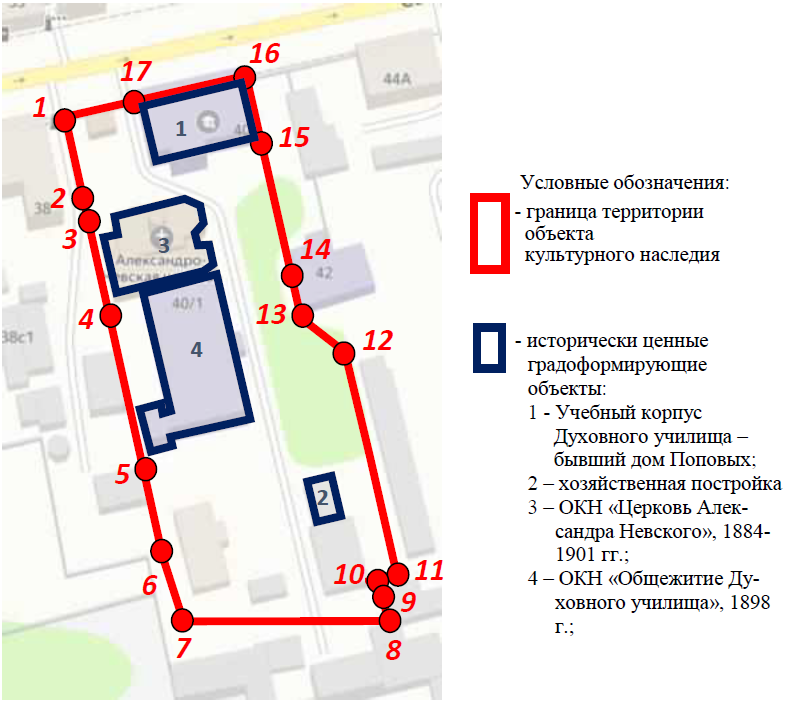 16
17
44А
1
1
40
15
2
38
3
3
Александро-
Невская
14
42
40/1
4
13
38с1
4
12
5
2
10
11
6
9
7
8
Условные обозначения:
- граница территории
объекта
культурного наследия
- исторически ценные
градоформирующие
объекты:
1 - Учебный корпус
Духовного училища –
бывший дом Поповых;
2 – хозяйственная постройка
3 – ОКН «Церковь Алек-
сандра Невского», 1884-
1901 гг.;
4 – ОКН «Общежитие Ду-
ховного училища», 1898
г.;